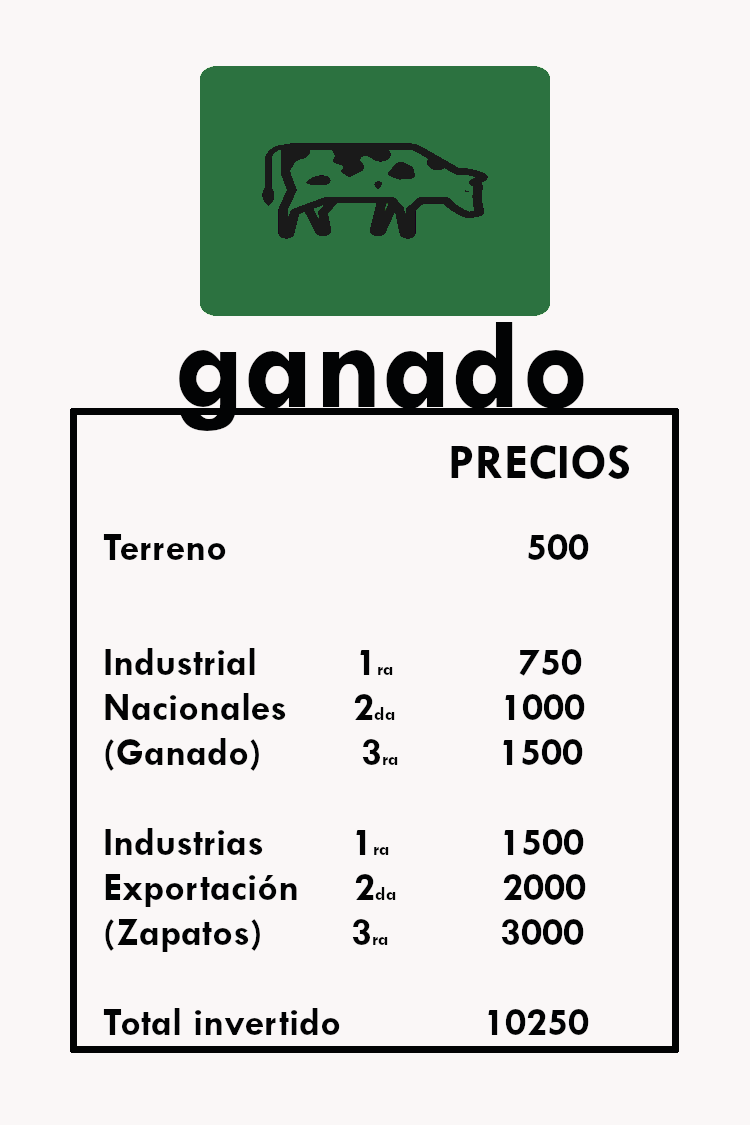 ganado
PRECIOS
Terreno 500
Industrial 1ra 750
Nacionales 2da 1000
(Ganado) 3ra 1500
Industrias 1ra 1500
Exportación 2da 2000
(Zapatos) 3ra 3000
Total invertido 10250